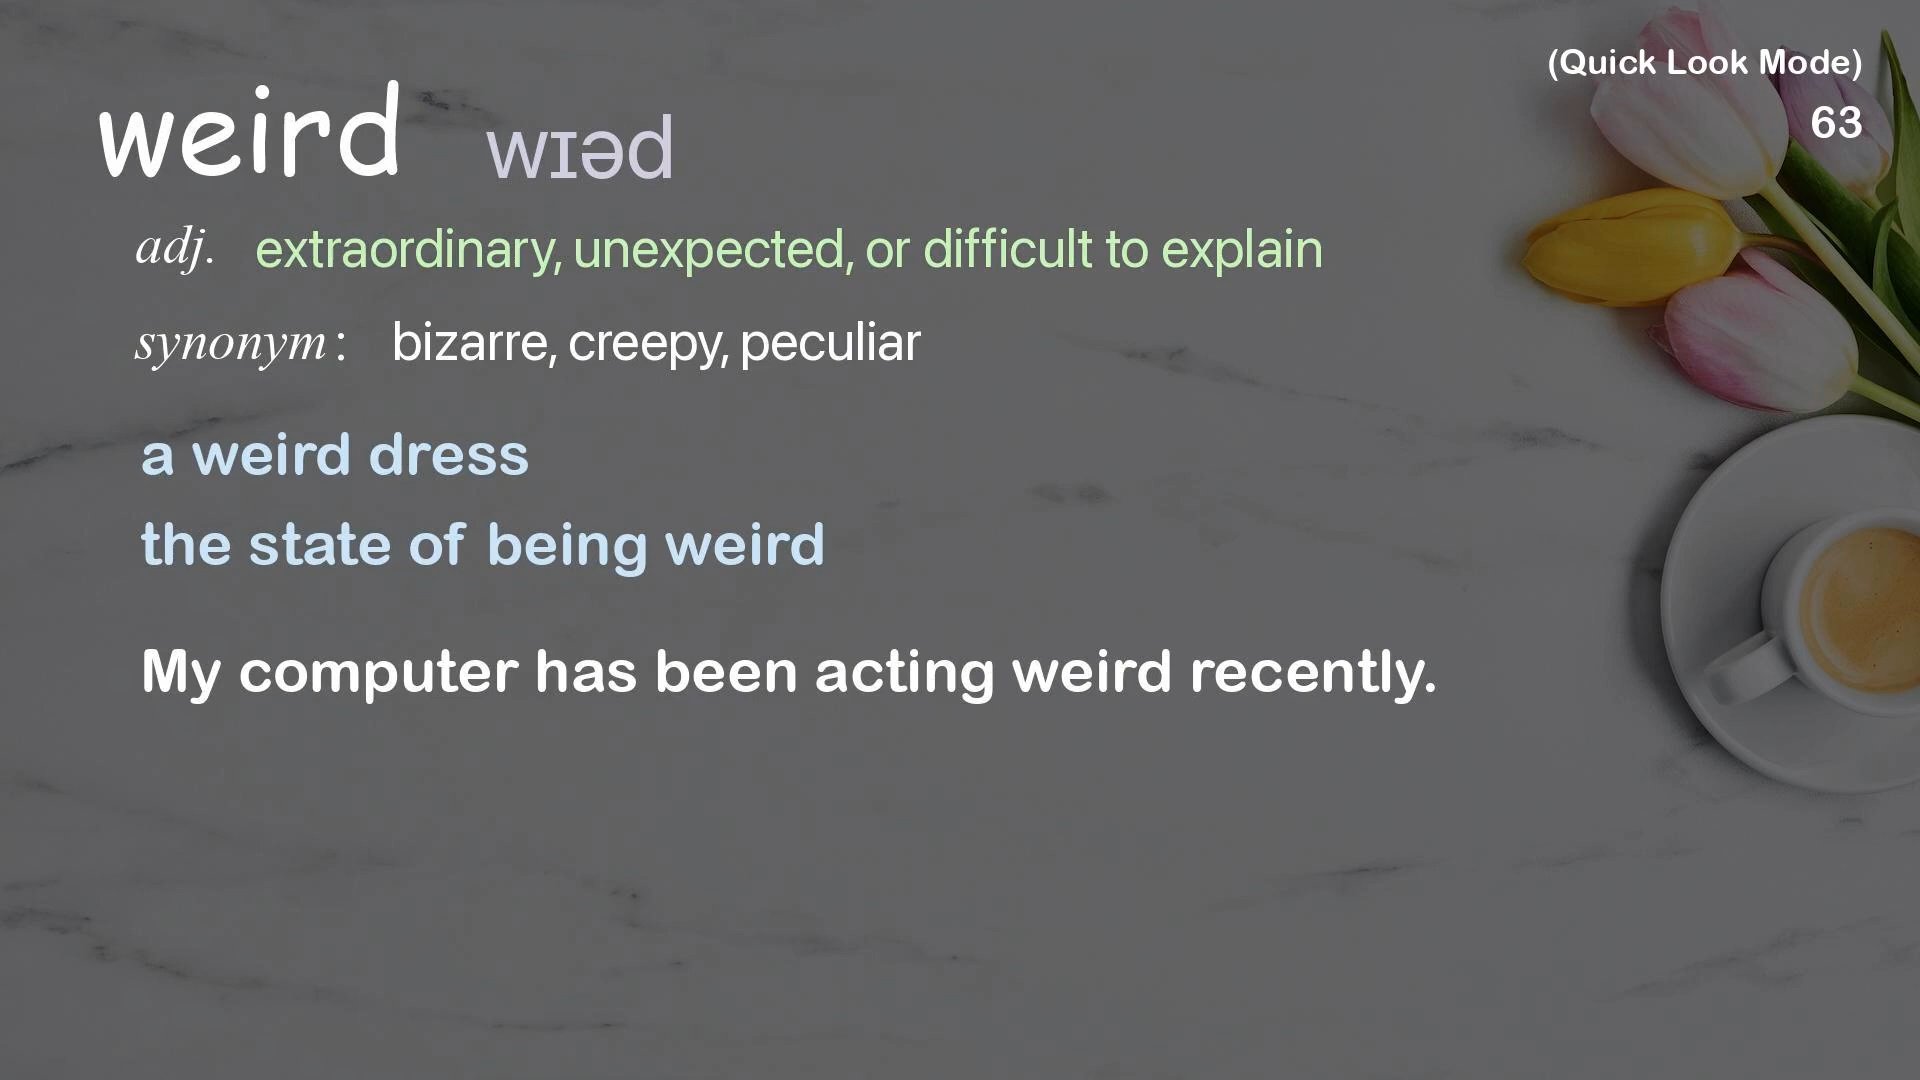 (Quick Look Mode)
63
weird wɪəd
adj. extraordinary, unexpected, or difficult to explain
synonym: bizarre, creepy, peculiar
a weird dress
the state of being weird
My computer has been acting weird recently.